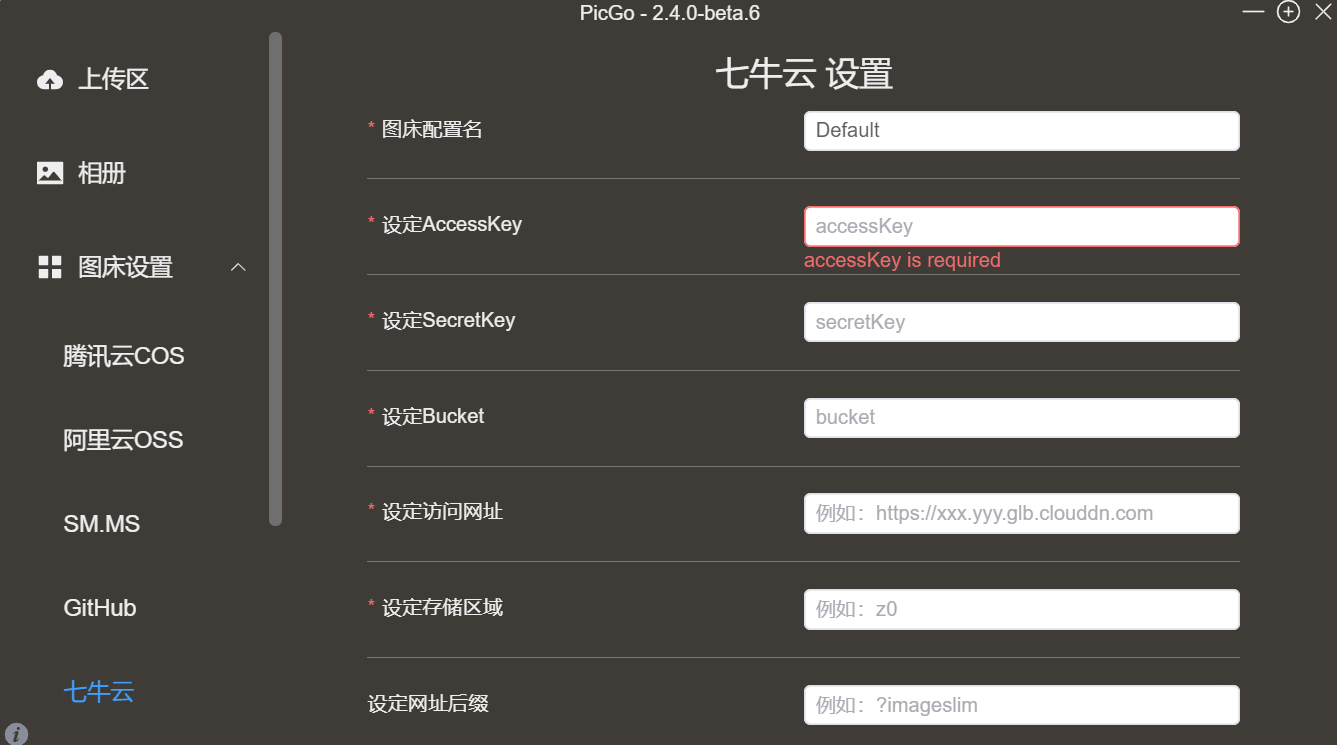 PicGo - 2.4.0-beta.6
上传区
相册
图床设置
腾讯云COS
阿里云OSS
SM.MS
GitHub
七牛云
七牛云 设置
* 图床配置名
Default
* 设定AccessKey
accessKey
accessKey is required
* 设定SecretKey
secretKey
* 设定Bucket
bucket
* 设定访问网址
例如：https://xxx.yyy.glb.clouddn.com
* 设定存储区域
例如：z0
设定网址后缀
例如：?imageslim